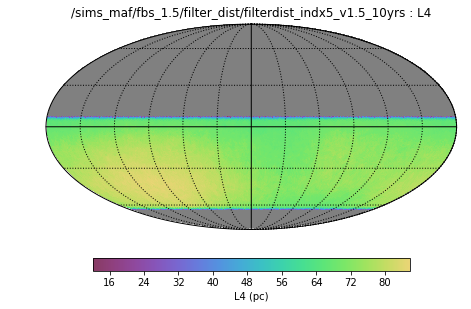 /sims_maf/fbs_1.5/filter_dist/filterdist_indx5_v1.5_10yrs : L4
16 24 32 40 48 56 64 72 80
L4 (pc)